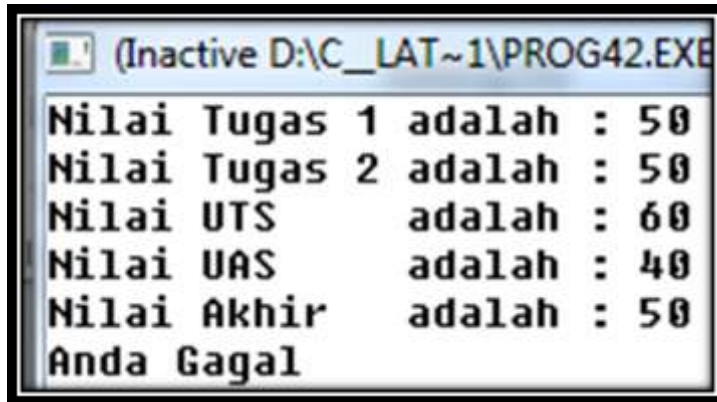 (Inactive D:\C__LAT~1\PROG42.EXE
Nilai Tugas 1 adalah : 50
Nilai Tugas 2 adalah : 50
Nilai UTS adalah : 60
Nilai UAS adalah : 40
Nilai Akhir adalah : 50
Anda Gagal